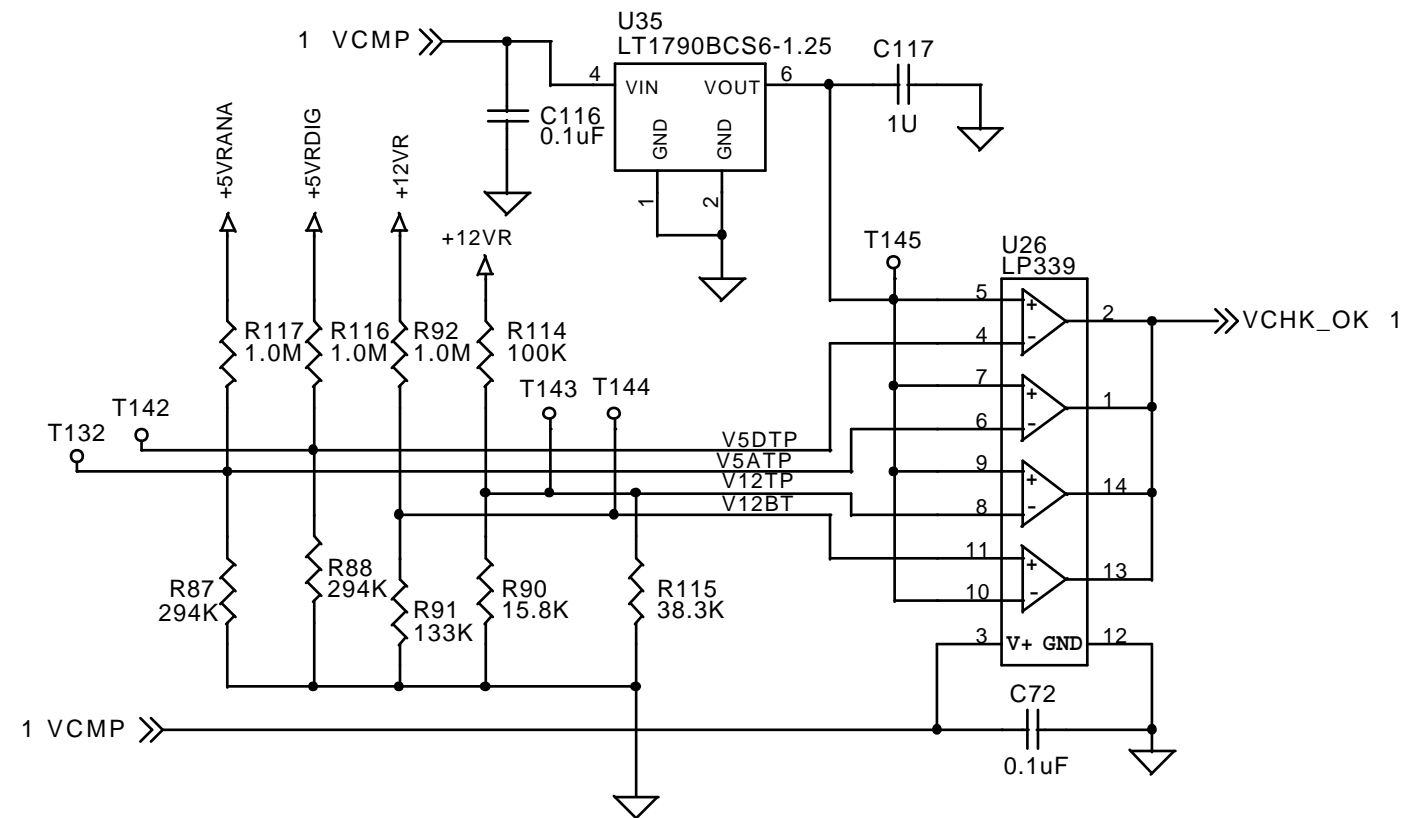 1 VCMP
U35
LT1790BCS6-1.25
4 VIN VOUT 6
GND GND
1 2
C117
1U
C116
0.1uF
+5VRANA
+5VRDIG
+12VR
+12VR
T145
U26
LP339
R117
1.0M
R116
1.0M
R92
1.0M
R114
100K
5 + 2
4 -
VCHK_OK 1
7 + 1
6 -
9 + 14
8 -
11 + 13
10 -
3 V+ GND 12
T143
T144
T142
T132
V5DTP
V5ATP
V12TP
V12BT
R87
294K
R88
294K
R91
133K
R90
15.8K
R115
38.3K
1 VCMP
C72
0.1uF